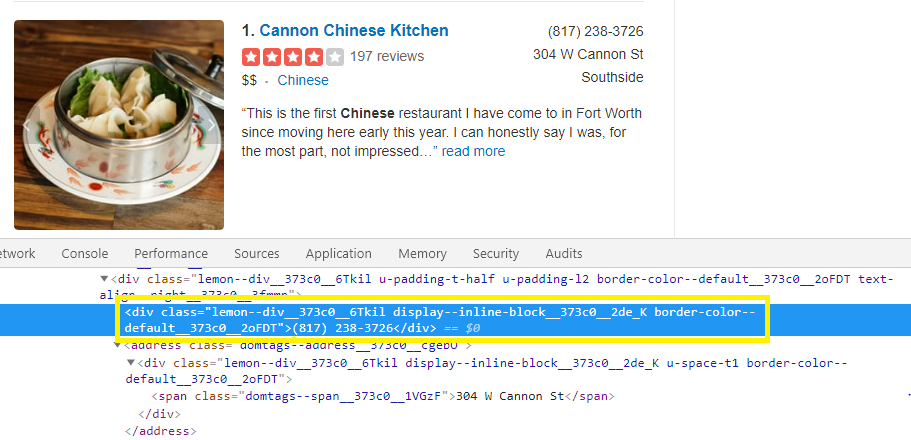 1. Cannon Chinese Kitchen
(817) 238-3726
197 reviews
304 W Cannon St
$$ · Chinese
Southside
“This is the first Chinese restaurant I have come to in Fort Worth
since moving here early this year. I can honestly say I was, for
the most part, not impressed…” read more
etwork Console Performance Sources Application Memory Security Audits
▼<div class="lemon--div__373c0__6Tkil u-padding-t-half u-padding-l2 border-color--default__373c0__2oFDT text-
align--right__373c0__3fmmn">
<div class="lemon--div__373c0__6Tkil display--inline-block__373c0__2de_K border-color--
default__373c0__2oFDT">(817) 238-3726</div> == $0
▼<address class="domtags--address__373c0__cgebU">
▼<div class="lemon--div__373c0__6Tkil display--inline-block__373c0__2de_K u-space-t1 border-color--
default__373c0__2oFDT">
<span class="domtags--span__373c0__1VGzF">304 W Cannon St</span>
</div>
</address>